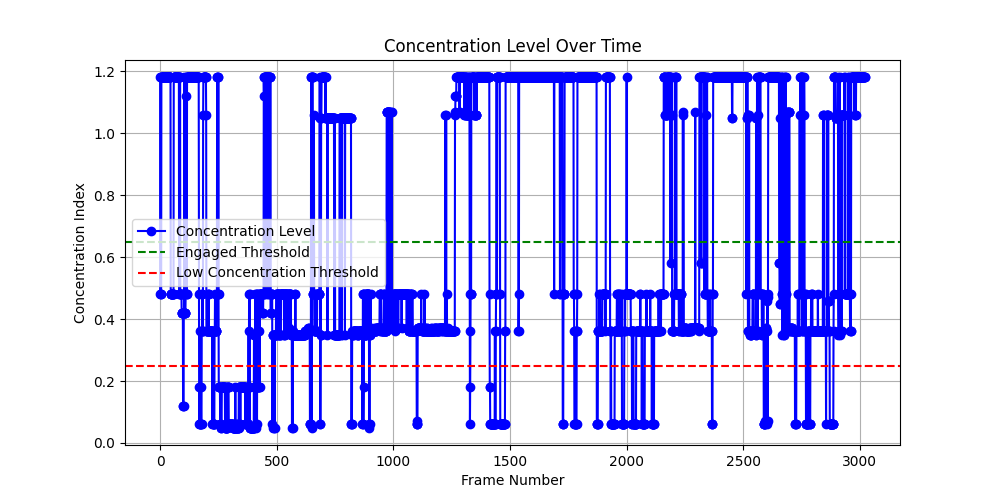 Concentration Level Over Time
1.2
1.0
0.8
0.6
0.4
0.2
0.0
Concentration Index
Concentration Level
Engaged Threshold
Low Concentration Threshold
0 500 1000 1500 2000 2500 3000
Frame Number